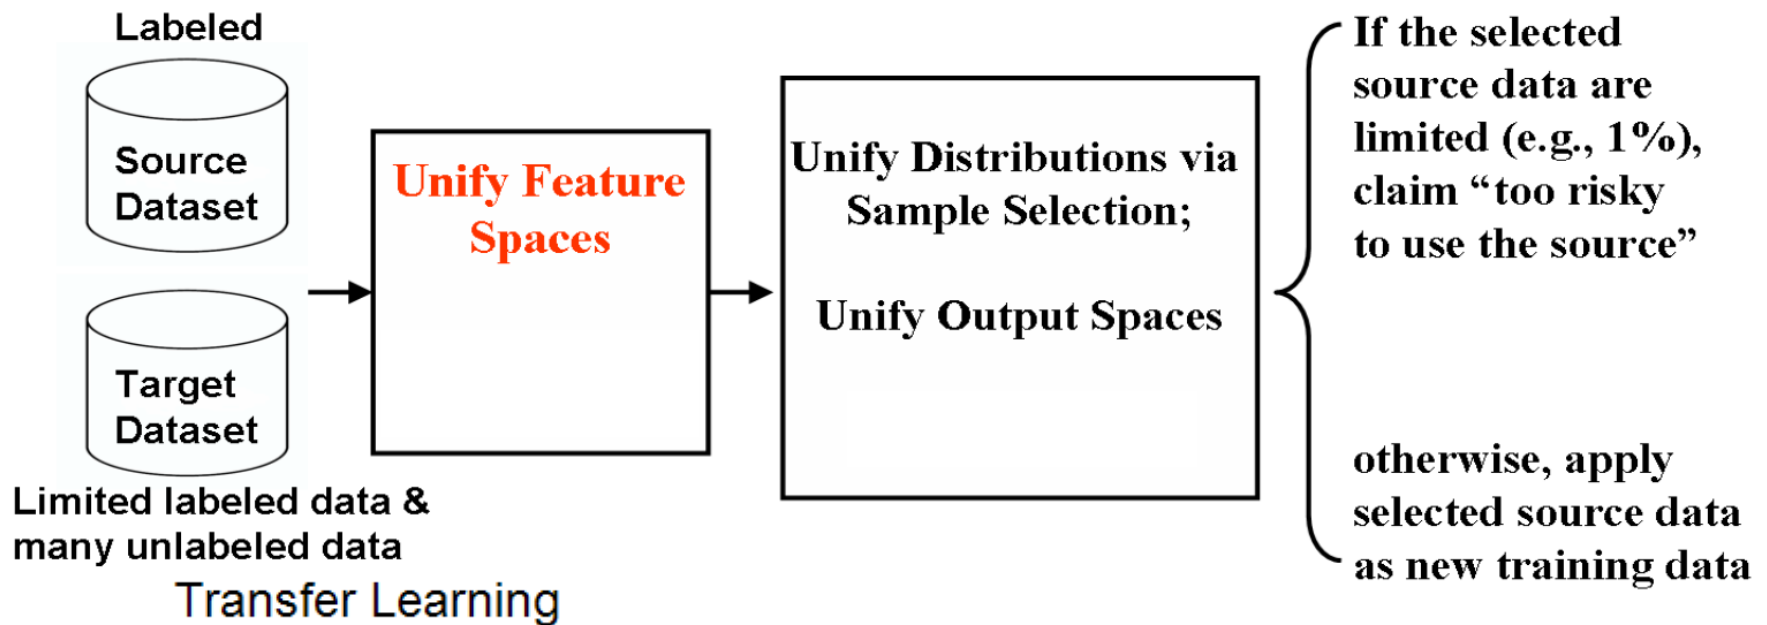 Labeled
Source
Dataset
Target
Dataset
Limited labeled data &
many unlabeled data
Transfer Learning
Unify Feature
Spaces
Unify Distributions via
Sample Selection;
Unify Output Spaces
If the selected
source data are
limited (e.g., 1%),
claim “too risky
to use the source”
otherwise, apply
selected source data
as new training data